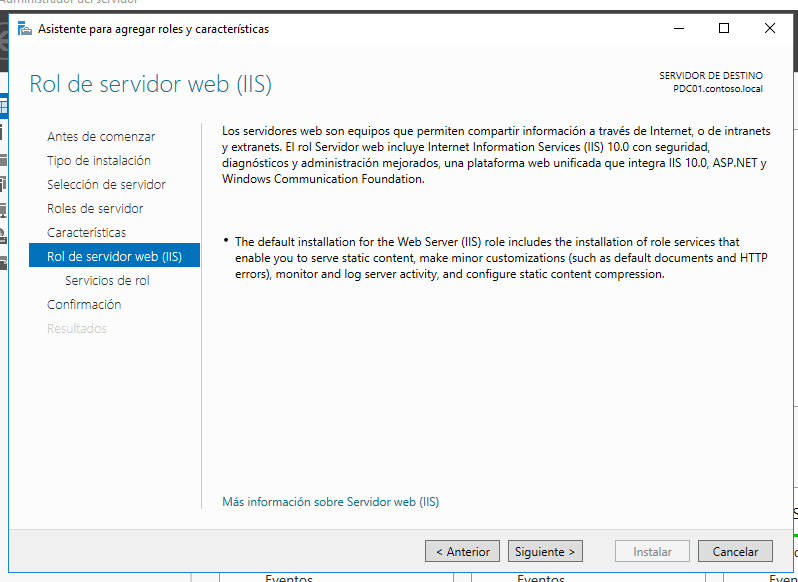 Administrador del servidor
Asistente para agregar roles y características
Rol de servidor web (IIS)
SERVIDOR DE DESTINO
PDC01.contoso.local
Antes de comenzar
Tipo de instalación
Selección de servidor
Roles de servidor
Características
Rol de servidor web (IIS)
Servicios de rol
Confirmación
Resultados
Los servidores web son equipos que permiten compartir información a través de Internet, o de intranets
y extranets. El rol Servidor web incluye Internet Information Services (IIS) 10.0 con seguridad,
diagnósticos y administración mejorados, una plataforma web unificada que integra IIS 10.0, ASP.NET y
Windows Communication Foundation.
• The default installation for the Web Server (IIS) role includes the installation of role services that
enable you to serve static content, make minor customizations (such as default documents and HTTP
errors), monitor and log server activity, and configure static content compression.
Más información sobre Servidor web (IIS)
< Anterior
Siguiente >
Instalar
Cancelar
Eventos
Eventos